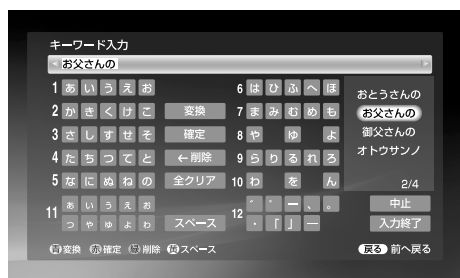 キーワード入力
お父さんの
1 あ い う え お 6 は ひ ふ へ ほ
2 か き く け こ 変換 7 ま み む め も
3 さ し す せ そ 確定 8 や ゆ よ
4 た ち つ て と ←削除 9 ら り る れ ろ
5 な に ぬ ね の 全クリア 10 わ を ん
11 ぁ ぃ ぅ ぇ ぉ 12 ゛ ゜ ー 、 。
っ ゃ ゅ ょ ゎ スペース ・ 「 」 —
おとうさんの
お父さんの
御父さんの
オトウサンノ
2/4
中止
入力終了
青 変換 赤 確定 緑 削除 黄 スペース 戻る 前へ戻る